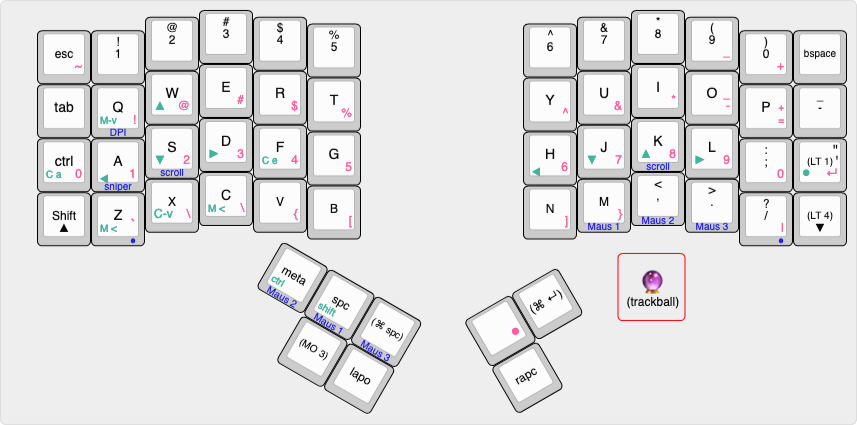 esc
~
!
1
@
2
#
3
$
4
%
5
^
6
&
7
*
8
(
9
_
)
0
+
bspace
tab
Q
M-v !
DPI
W
▲ @
E
#
R
$
T
%
Y
^
U
&
I
*
O
_
-
P +
=
_
-
ctrl
C a 0
A
◀ 1
sniper
S
▼ 2
scroll
D
▶ 3
F
C e 4
G
5
H
◀ 6
J
▼ 7
K
▲ 8
scroll
L
▶ 9
:
;
0
"
(LT 1) '
● ↵
Shift
▲
Z
M < `
●
X
C-v \
C
M < \
V
{
B
[
N
]
M
}
Maus 1
<
,
Maus 2
>
.
Maus 3
?
/
|
●
(LT 4)
▼
meta
ctrl
Maus 2
spc
shift
Maus 1
(⌘ spc)
Maus 3
(MO 3)
lapo
●
(⌘ ↵)
rapc
(trackball)